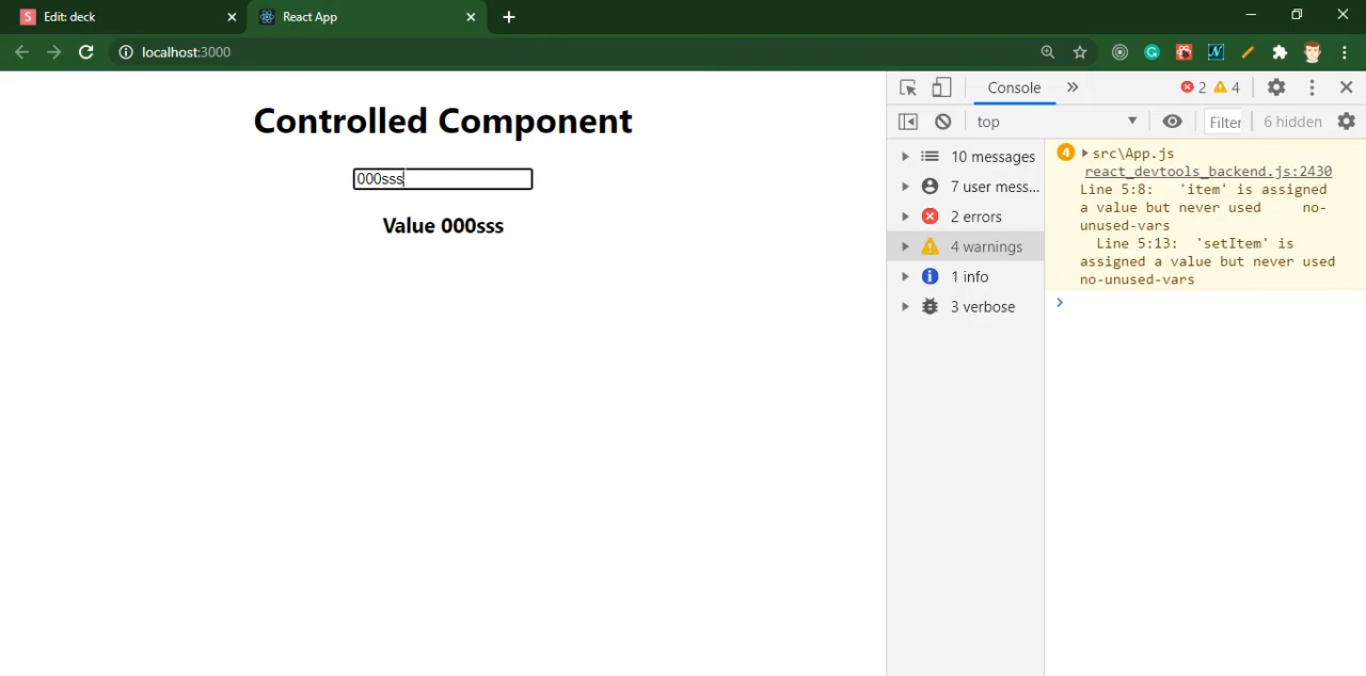 S Edit: deck
React App
localhost:3000
Controlled Component
000sss
Value 000sss
Console
2
4
top
Filter
6 hidden
10 messages
7 user mess...
2 errors
4 warnings
1 info
3 verbose
4 src\App.js
react_devtools_backend.js:2430
Line 5:8: 'item' is assigned
a value but never used no-
unused-vars
Line 5:13: 'setItem' is
assigned a value but never used
no-unused-vars